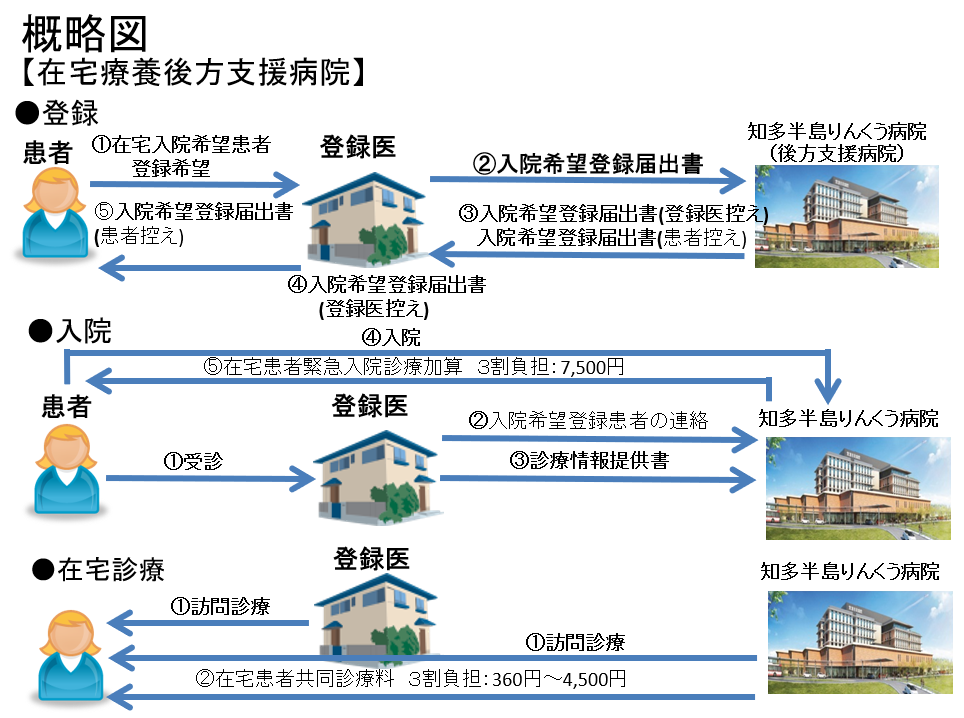 概略図
【在宅療養後方支援病院】
●登録
患者
①在宅入院希望患者
登録希望
登録医
②入院希望登録届出書
知多半島りんくう病院
（後方支援病院）
⑤入院希望登録届出書
(患者控え)
③入院希望登録届出書(登録医控え)
入院希望登録届出書(患者控え)
④入院希望登録届出書
(登録医控え)
●入院
④入院
⑤在宅患者緊急入院診療加算　３割負担：7,500円
患者
登録医
知多半島りんくう病院
②入院希望登録患者の連絡
①受診
③診療情報提供書
●在宅診療
登録医
知多半島りんくう病院
①訪問診療
①訪問診療
②在宅患者共同診療料　３割負担：360円～4,500円